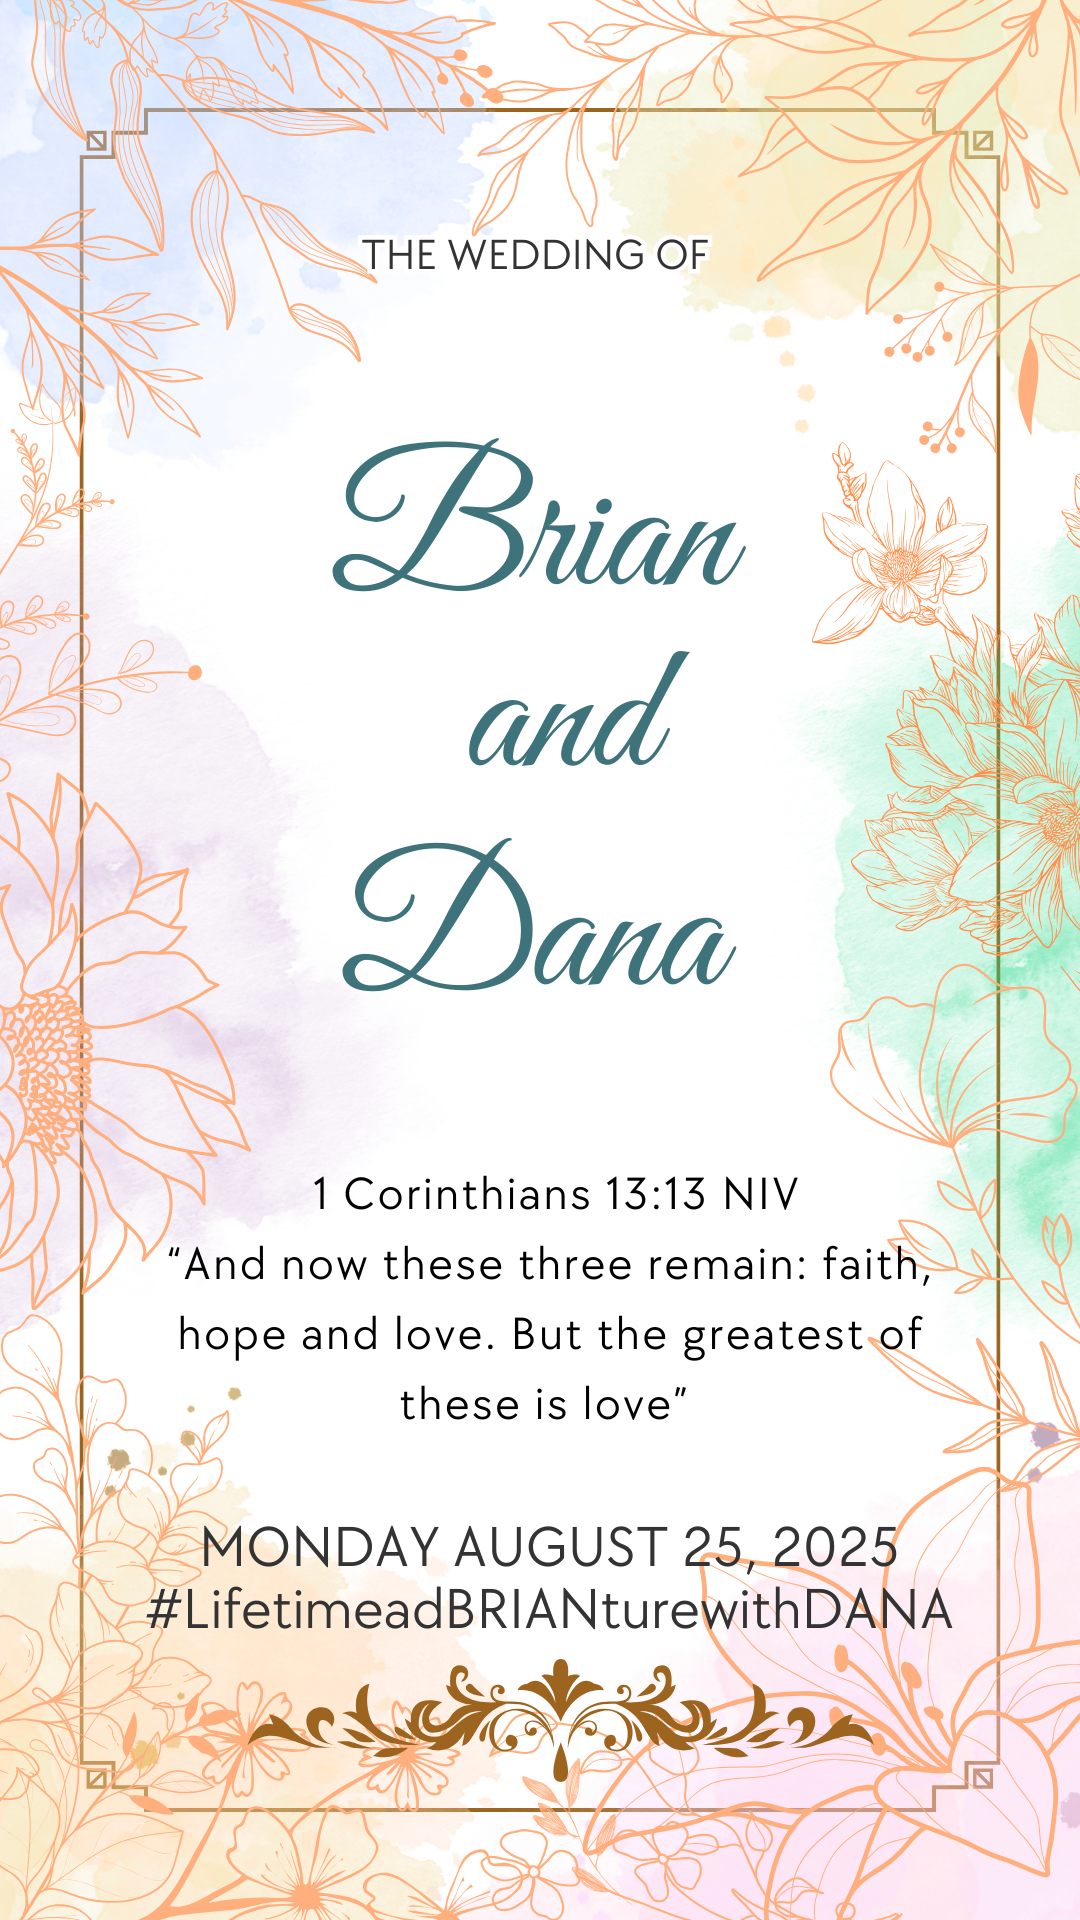 THE WEDDING OF
Brian
and
Dana
1 Corinthians 13:13 NIV
“And now these three remain: faith,
hope and love. But the greatest of
these is love”
MONDAY AUGUST 25, 2025
#LifetimeadBRIANturewithDANA